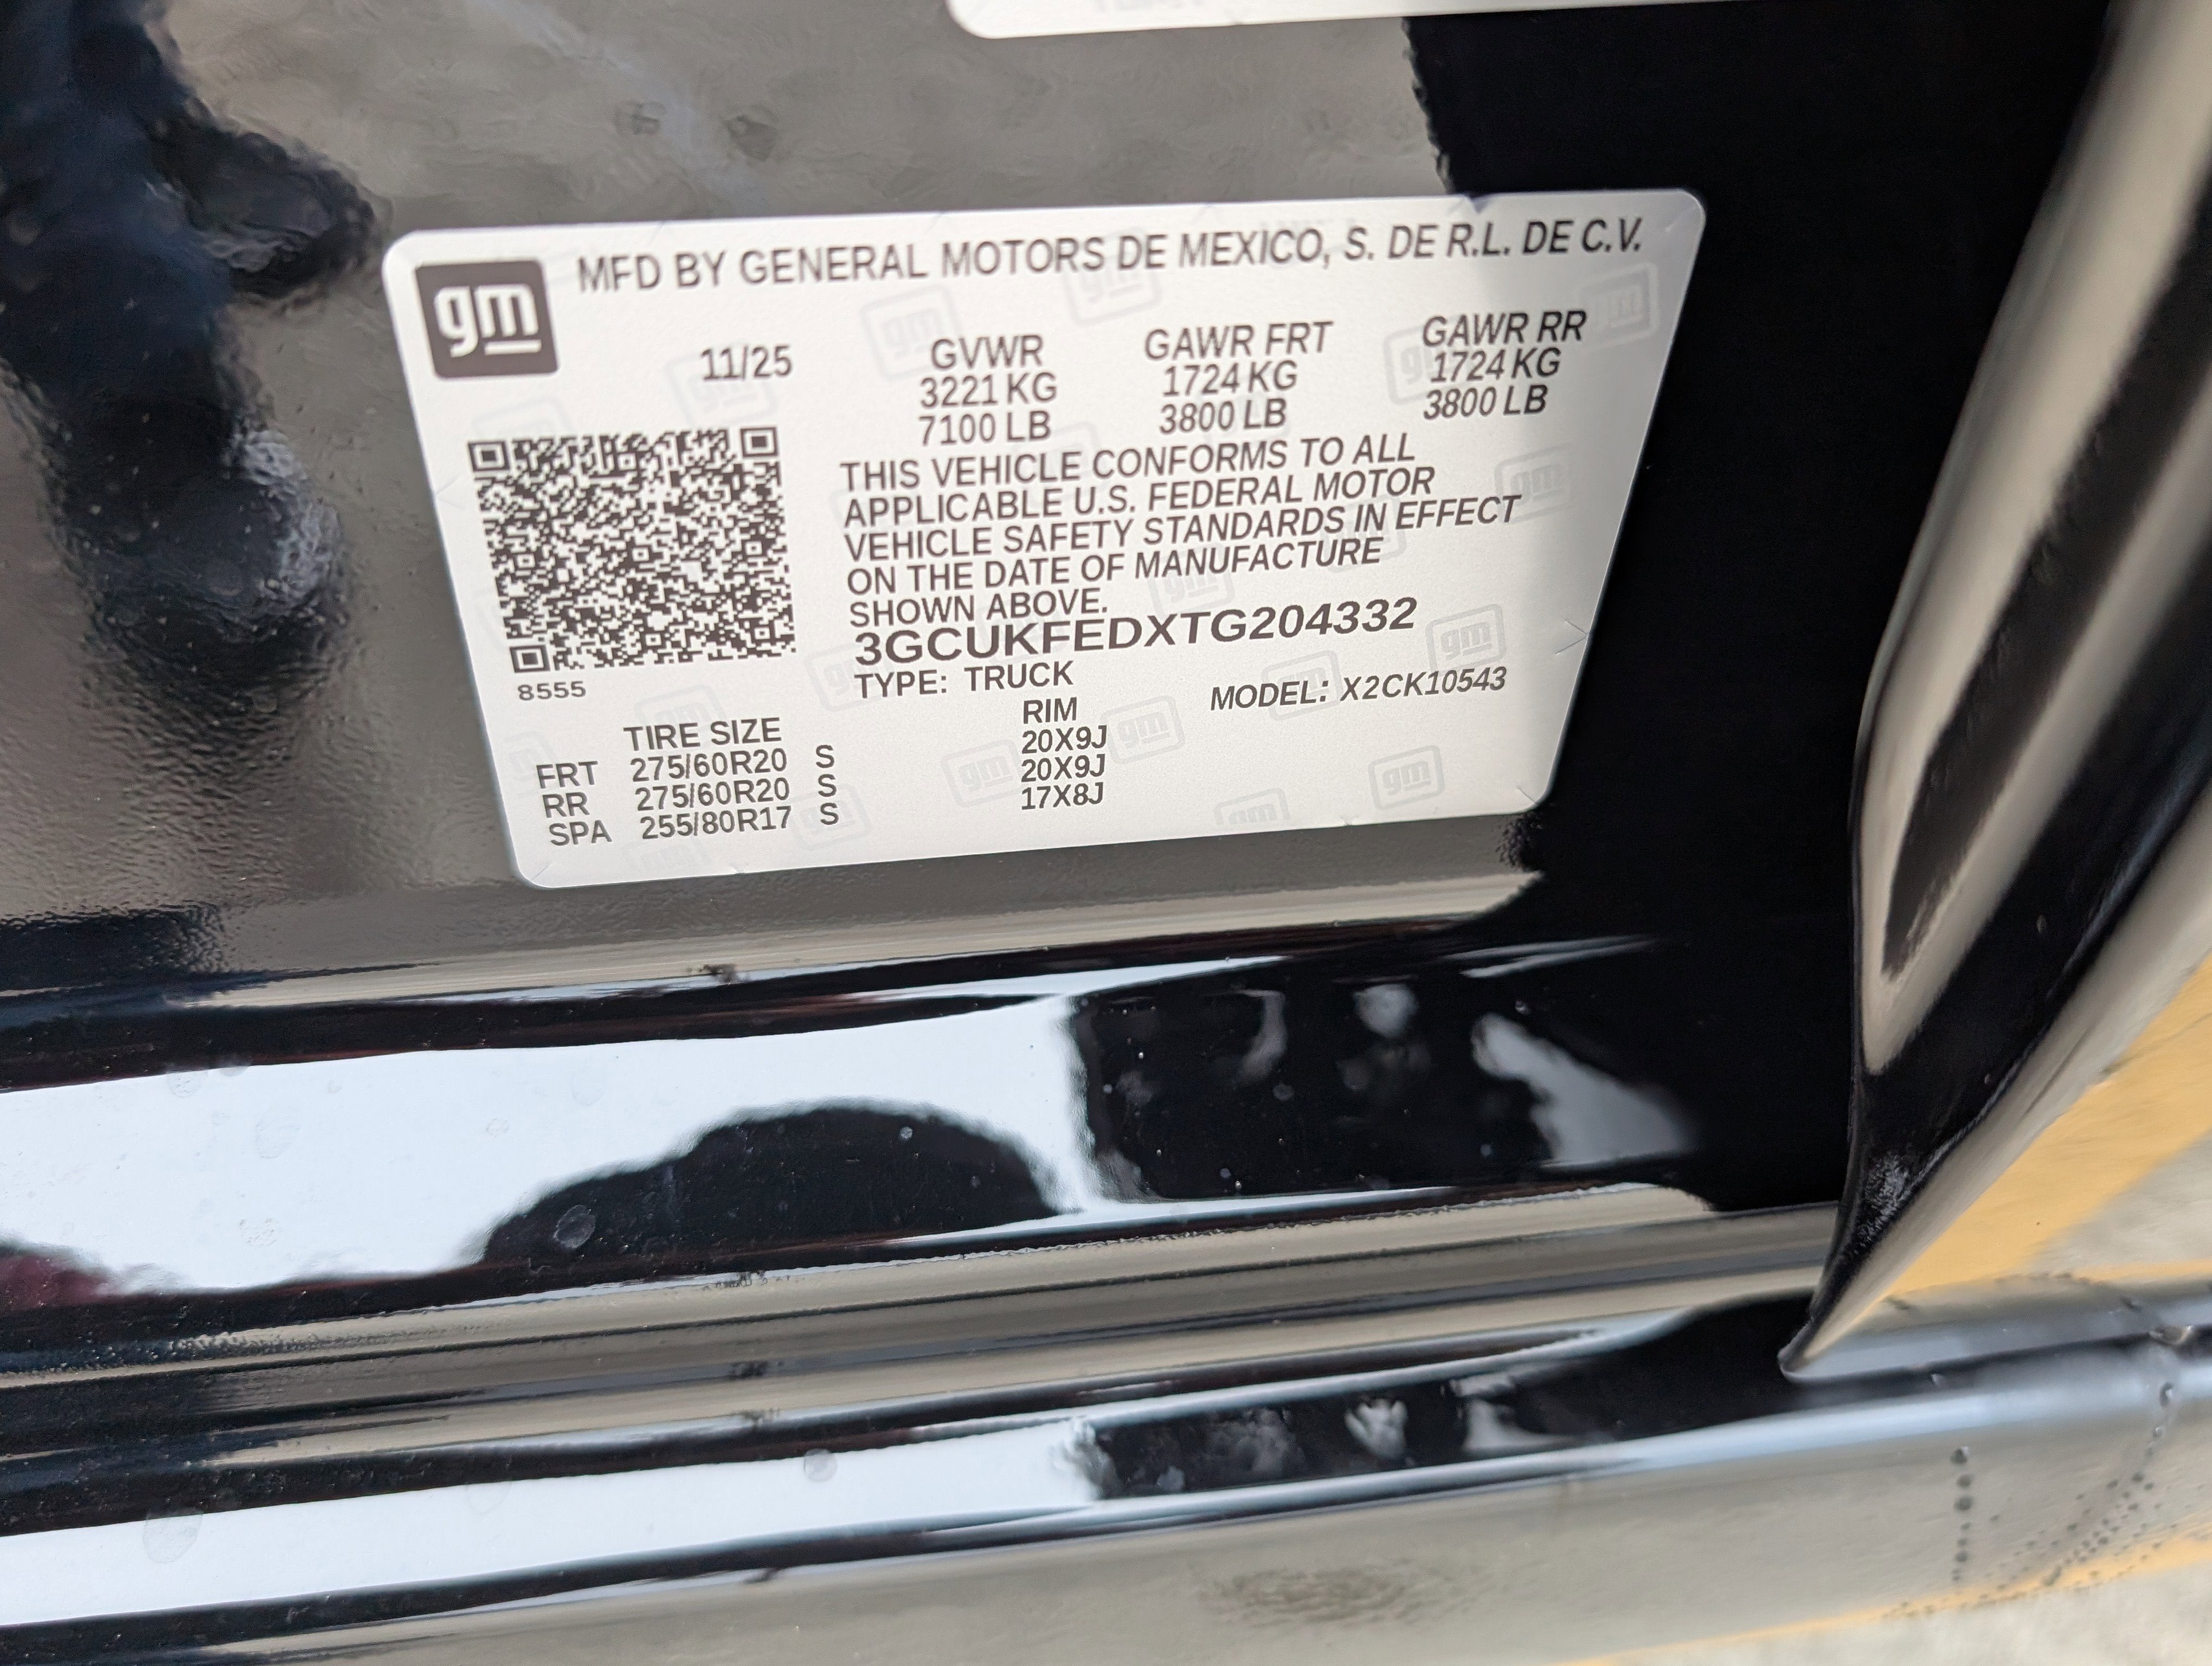 gm
MFD BY GENERAL MOTORS DE MEXICO, S. DE R.L. DE C.V.
11/25 GVWR GAWR FRT GAWR RR
3221 KG 1724 KG 1724 KG
7100 LB 3800 LB 3800 LB
THIS VEHICLE CONFORMS TO ALL
APPLICABLE U.S. FEDERAL MOTOR
VEHICLE SAFETY STANDARDS IN EFFECT
ON THE DATE OF MANUFACTURE
SHOWN ABOVE.
3GCUKFEDXTG204332
8555
TYPE: TRUCK MODEL: X2CK10543
TIRE SIZE RIM
FRT 275/60R20 S 20X9J
RR 275/60R20 S 20X9J
SPA 255/80R17 S 17X8J